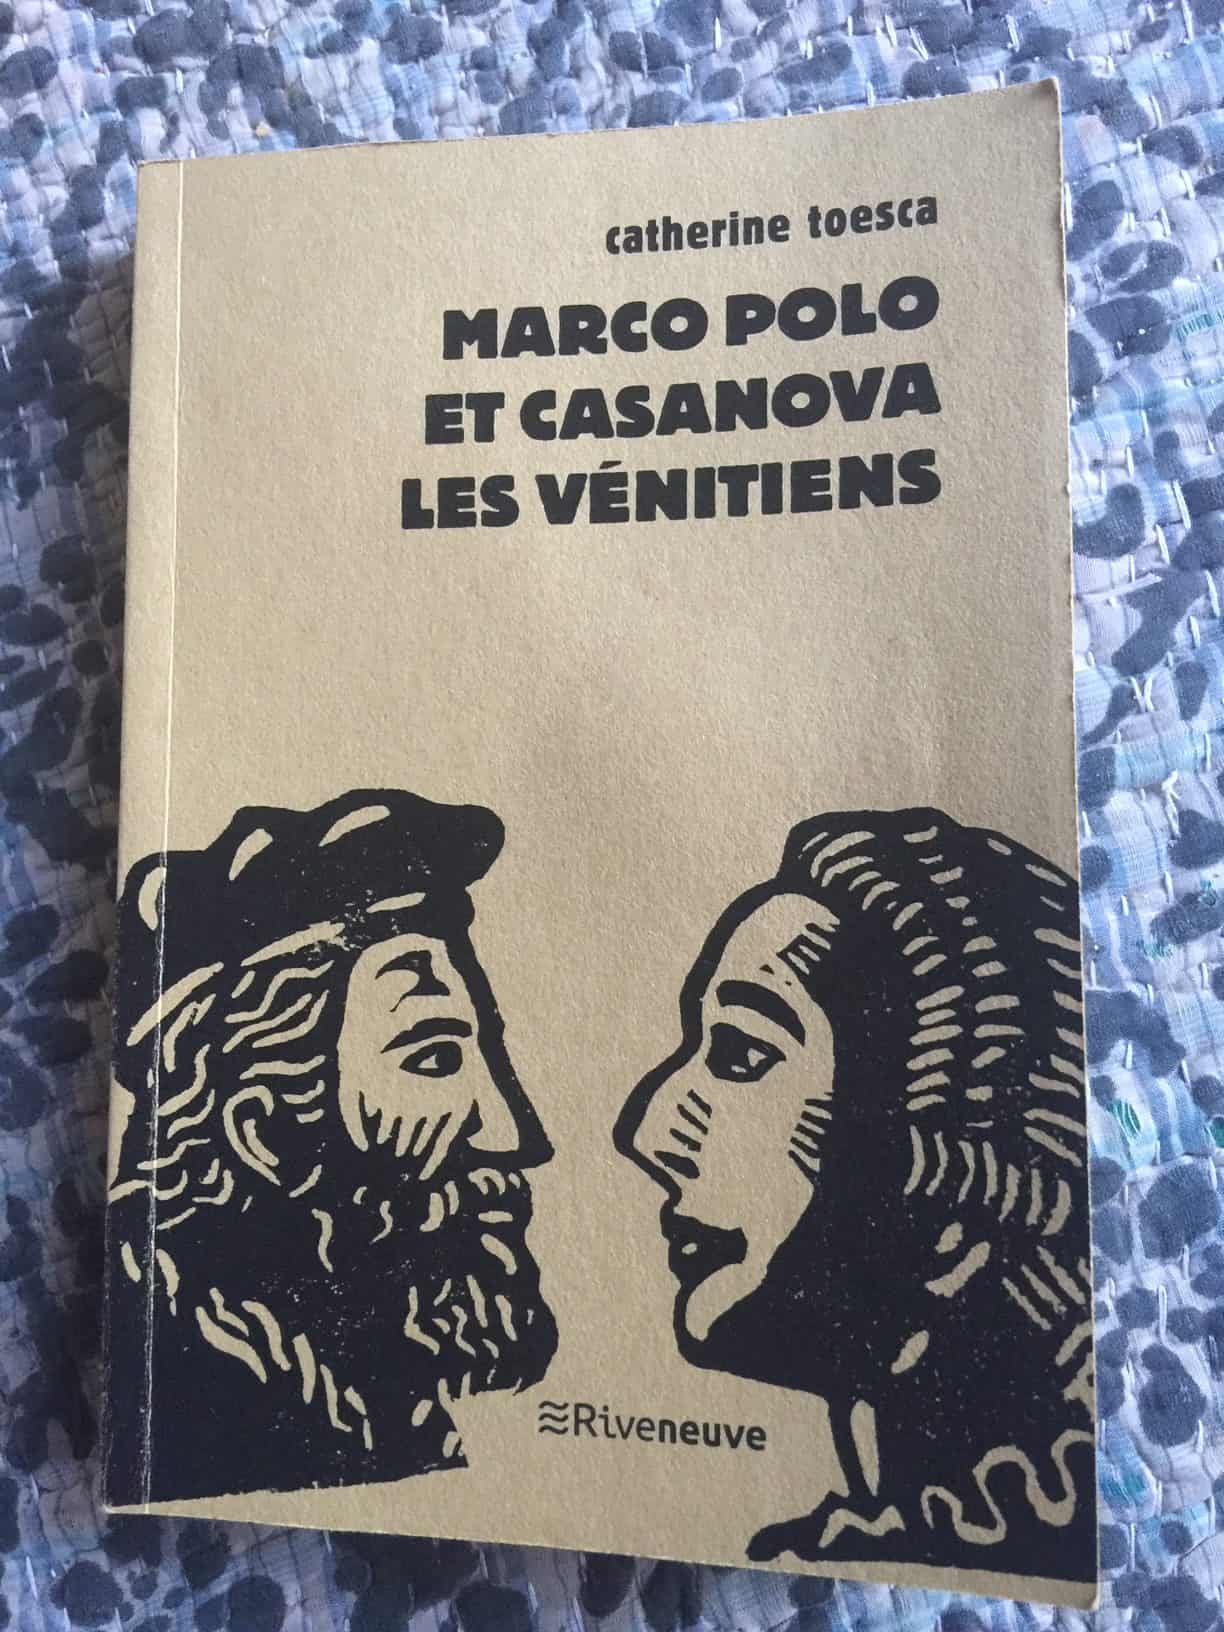 catherine toesca
MARCO POLO
ET CASANOVA
LES VÉNITIENS
Riveneuve